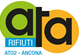 ata
RIFIUTI
ATO2 - ANCONA